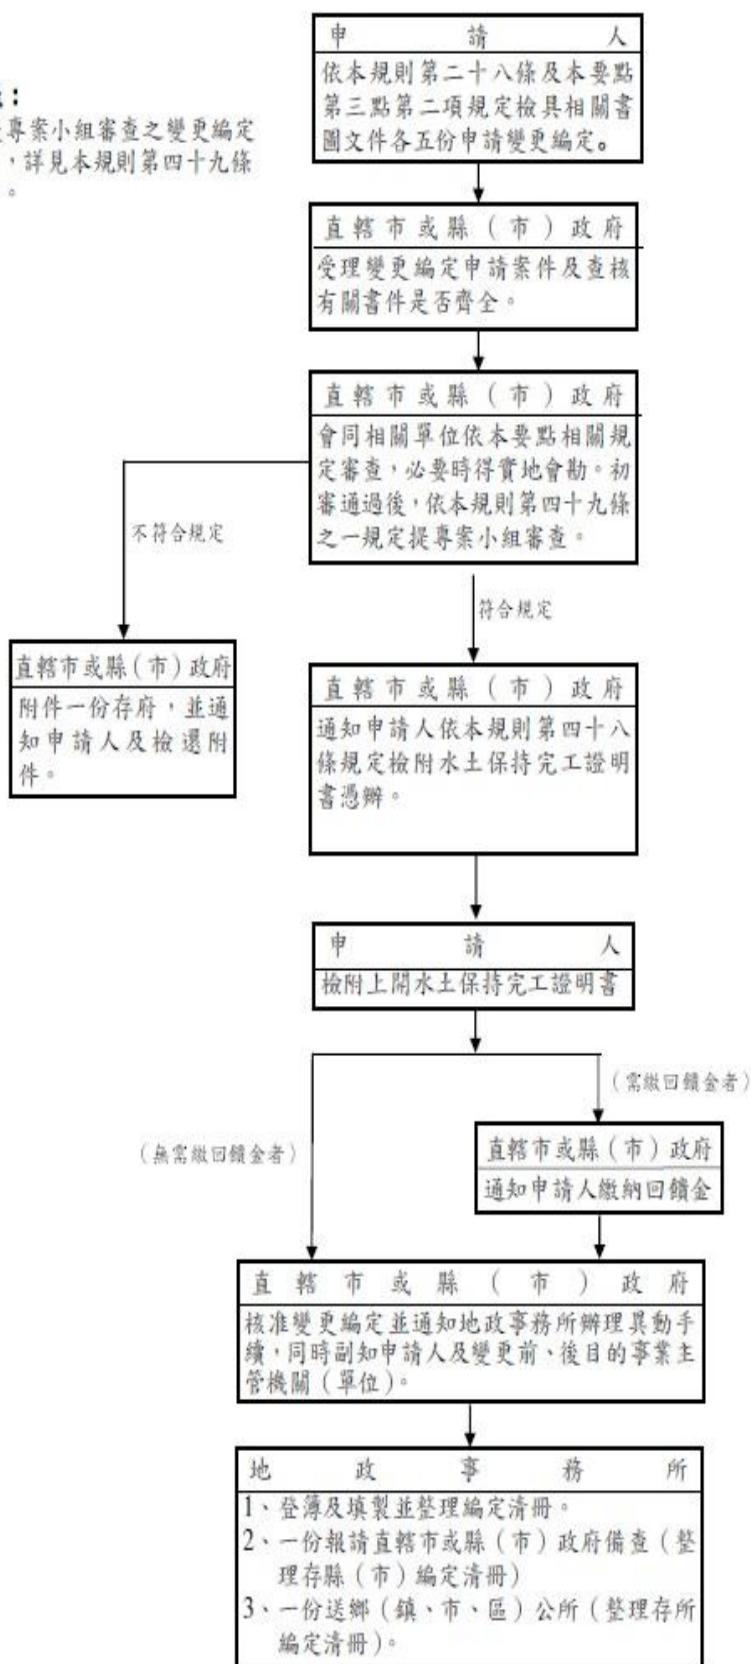 申請人
依本規則第二十八條及本要點
第三點第二項規定檢具相關書
圖文件各五份申請變更編定。
：
專案小組審查之變更編定
，詳見本規則第四十九條
。
直轄市或縣（市）政府
受理變更編定申請案件及查核
有關書件是否齊全。
直轄市或縣（市）政府
會同相關單位依本要點相關規
定審查，必要時得實地會勘。初
審通過後，依本規則第四十九條
之一規定提專案小組審查。
不符合規定
符合規定
直轄市或縣（市）政府
附件一份存府，並通
知申請人及檢還附
件。
直轄市或縣（市）政府
通知申請人依本規則第四十八
條規定檢附水土保持完工證明
書憑辦。
申請人
檢附上開水土保持完工證明書
（需繳回饋金者）
（無需繳回饋金者）
直轄市或縣（市）政府
通知申請人繳納回饋金
直轄市或縣（市）政府
核准變更編定並通知地政事務所辦理異動手
續，同時副知申請人及變更前、後目的事業主
管機關（單位）。
地政事務所
1、登簿及填製並整理編定清冊。
2、一份報請直轄市或縣（市）政府備查（整
理存縣（市）編定清冊）
3、一份送鄉（鎮、市、區）公所（整理存所
編定清冊）。